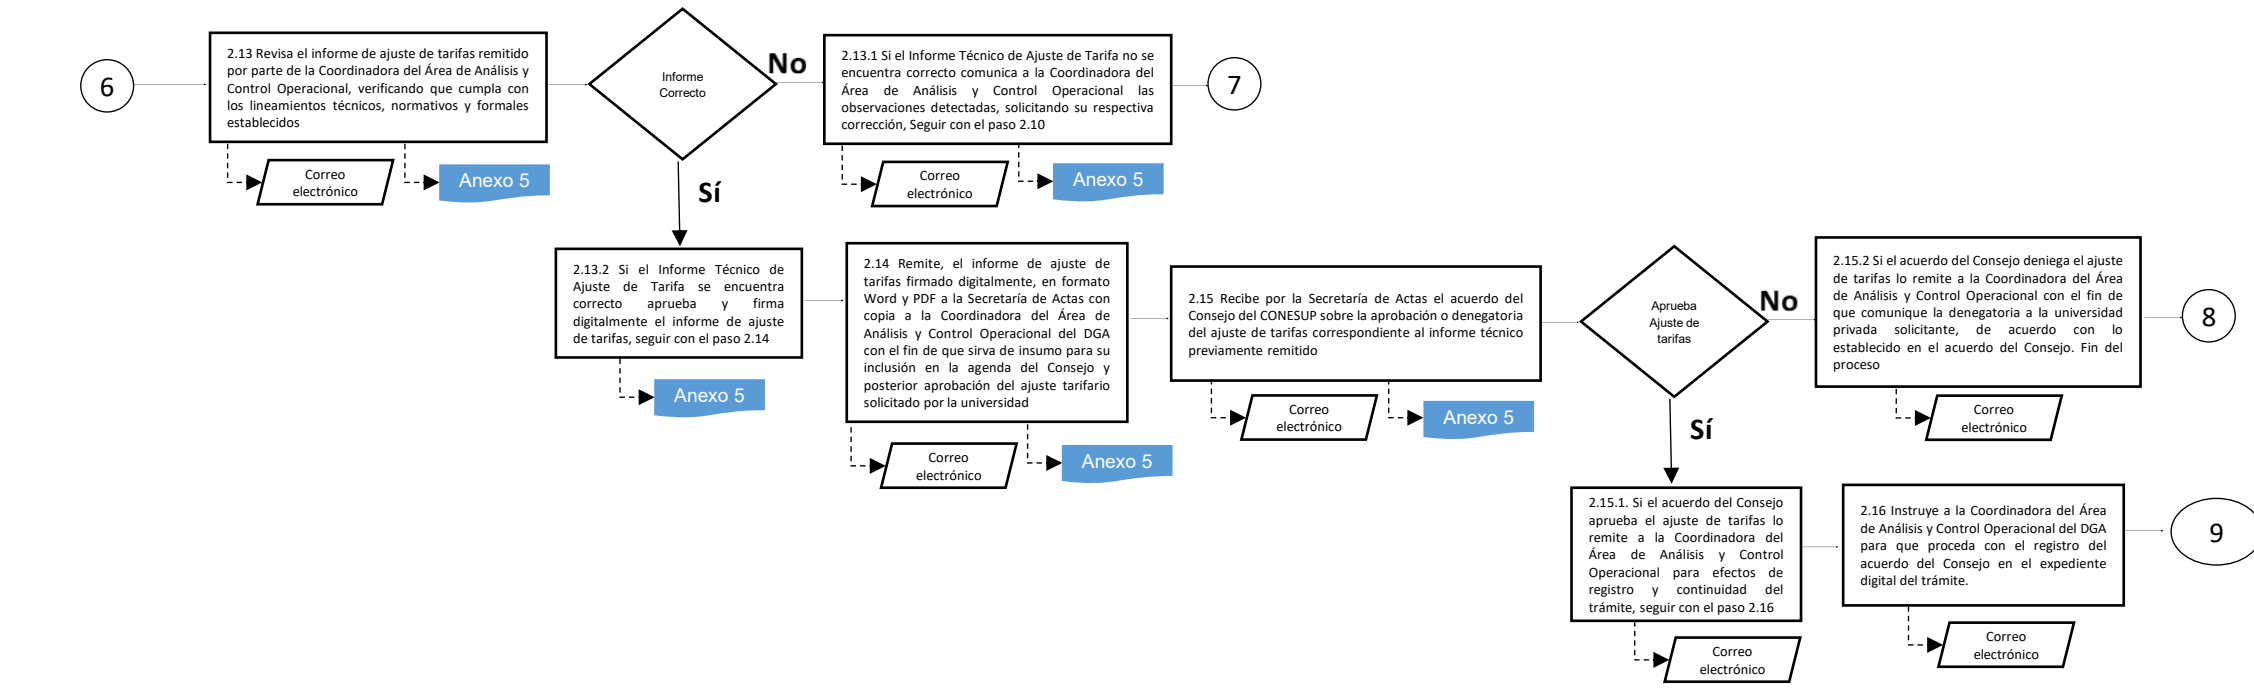 6
2.13 Revisa el informe de ajuste de tarifas remitido
por parte de la Coordinadora del Área de Análisis y
Control Operacional, verificando que cumpla con
los lineamientos técnicos, normativos y formales
establecidos
Correo
electrónico
Anexo 5
Informe
Correcto
No
2.13.1 Si el Informe Técnico de Ajuste de Tarifa no se
encuentra correcto comunica a la Coordinadora del
Área de Análisis y Control Operacional las
observaciones detectadas, solicitando su respectiva
corrección, Seguir con el paso 2.10
Correo
electrónico
Anexo 5
7
Sí
2.13.2 Si el Informe Técnico de
Ajuste de Tarifa se encuentra
correcto aprueba y firma
digitalmente el informe de ajuste
de tarifas, seguir con el paso 2.14
Anexo 5
2.14 Remite, el informe de ajuste de
tarifas firmado digitalmente, en formato
Word y PDF a la Secretaría de Actas con
copia a la Coordinadora del Área de
Análisis y Control Operacional del DGA
con el fin de que sirva de insumo para su
inclusión en la agenda del Consejo y
posterior aprobación del ajuste tarifario
solicitado por la universidad
Correo
electrónico
Anexo 5
2.15 Recibe por la Secretaría de Actas el acuerdo del
Consejo del CONESUP sobre la aprobación o denegatoria
del ajuste de tarifas correspondiente al informe técnico
previamente remitido
Correo
electrónico
Anexo 5
Aprueba
Ajuste de
tarifas
No
2.15.2 Si el acuerdo del Consejo deniega el ajuste
de tarifas lo remite a la Coordinadora del Área
de Análisis y Control Operacional con el fin de
que comunique la denegatoria a la universidad
privada solicitante, de acuerdo con lo
establecido en el acuerdo del Consejo. Fin del
proceso
Correo
electrónico
8
Sí
2.15.1. Si el acuerdo del Consejo
aprueba el ajuste de tarifas lo
remite a la Coordinadora del
Área de Análisis y Control
Operacional para efectos de
registro y continuidad del
trámite, seguir con el paso 2.16
Correo
electrónico
2.16 Instruye a la Coordinadora del Área
de Análisis y Control Operacional del DGA
para que proceda con el registro del
acuerdo del Consejo en el expediente
digital del trámite.
Correo
electrónico
9